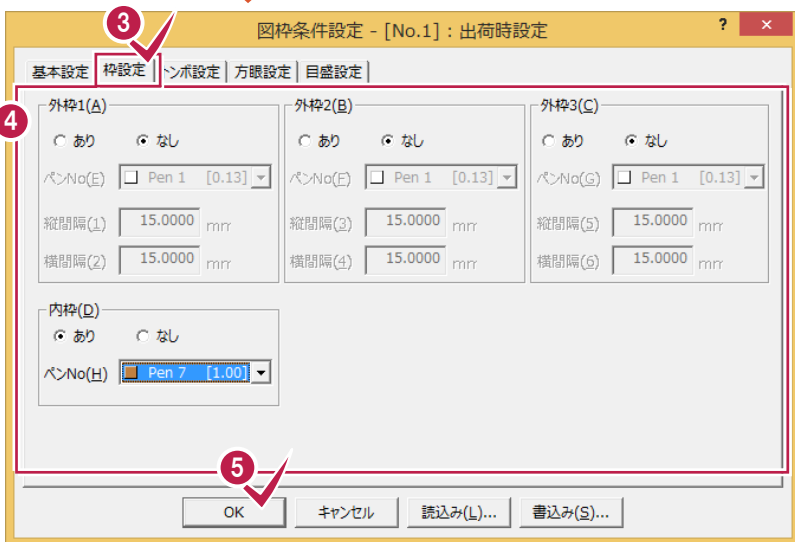 3
図枠条件設定 - [No.1] : 出荷時設定 ? ×
基本設定 枠設定 トンボ設定 方眼設定 目盛設定
4
外枠1(A) 外枠2(B) 外枠3(C)
あり なし あり なし あり なし
ペンNo(E) Pen 1 [0.13] ペンNo(F) Pen 1 [0.13] ペンNo(G) Pen 1 [0.13]
縦間隔(1) 15.0000 mm 縦間隔(3) 15.0000 mm 縦間隔(5) 15.0000 mm
横間隔(2) 15.0000 mm 横間隔(4) 15.0000 mm 横間隔(6) 15.0000 mm
内枠(D)
あり なし
ペンNo(H) Pen 7 [1.00]
5
OK キャンセル 読込み(L)... 書込み(S)...